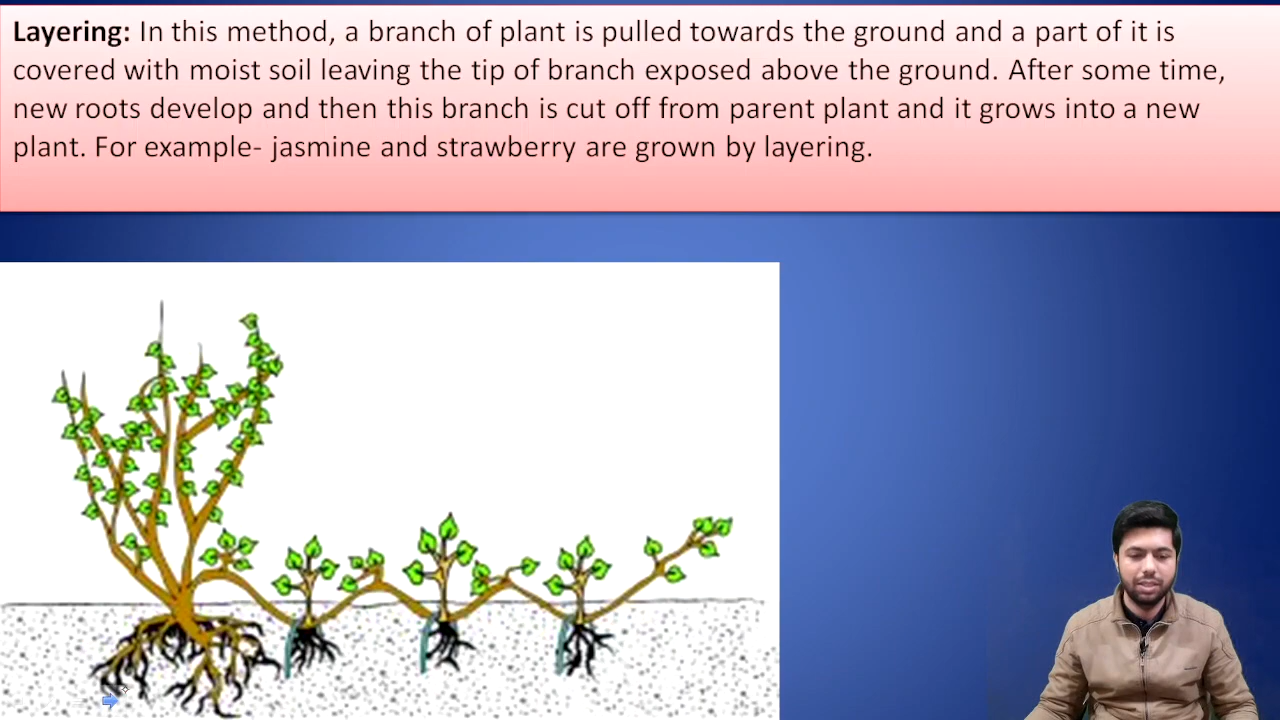 Layering: In this method, a branch of plant is pulled towards the ground and a part of it is
covered with moist soil leaving the tip of branch exposed above the ground. After some time,
new roots develop and then this branch is cut off from parent plant and it grows into a new
plant. For example- jasmine and strawberry are grown by layering.